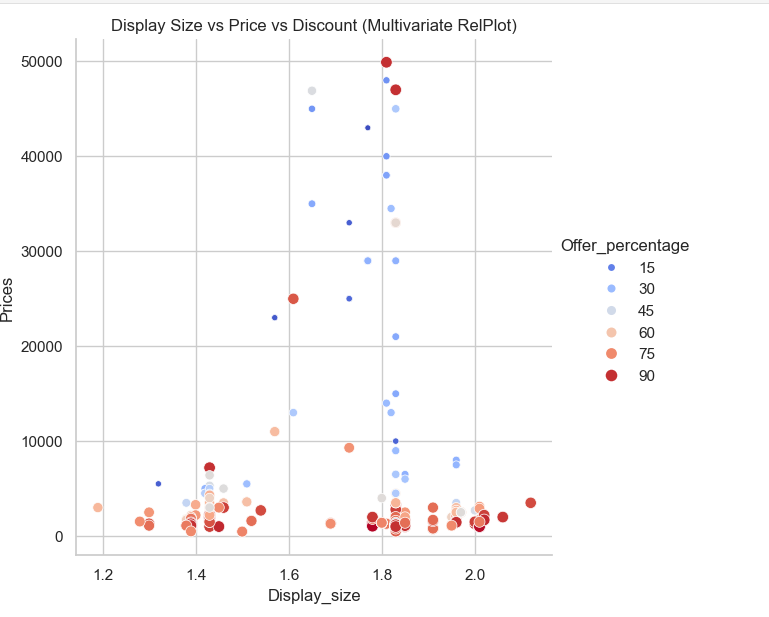 Display Size vs Price vs Discount (Multivariate RelPlot)
50000
40000
30000
20000
10000
0
Prices
1.2 1.4 1.6 1.8 2.0
Display_size
Offer_percentage
15
30
45
60
75
90